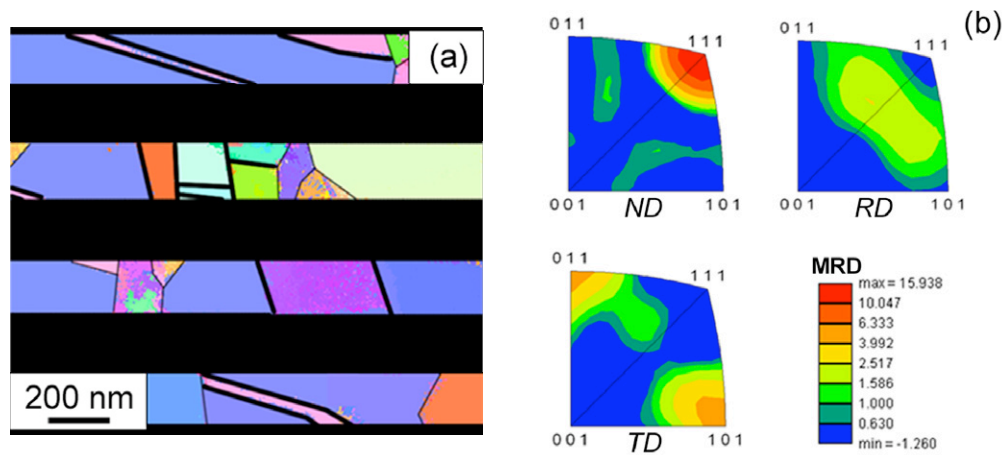 (a)
200 nm
(b)
0 1 1
1 1 1
0 0 1
1 0 1
ND
0 1 1
1 1 1
0 0 1
1 0 1
RD
0 1 1
1 1 1
0 0 1
1 0 1
TD
MRD
max = 15.938
10.047
6.333
3.992
2.517
1.586
1.000
0.630
min = -1.260